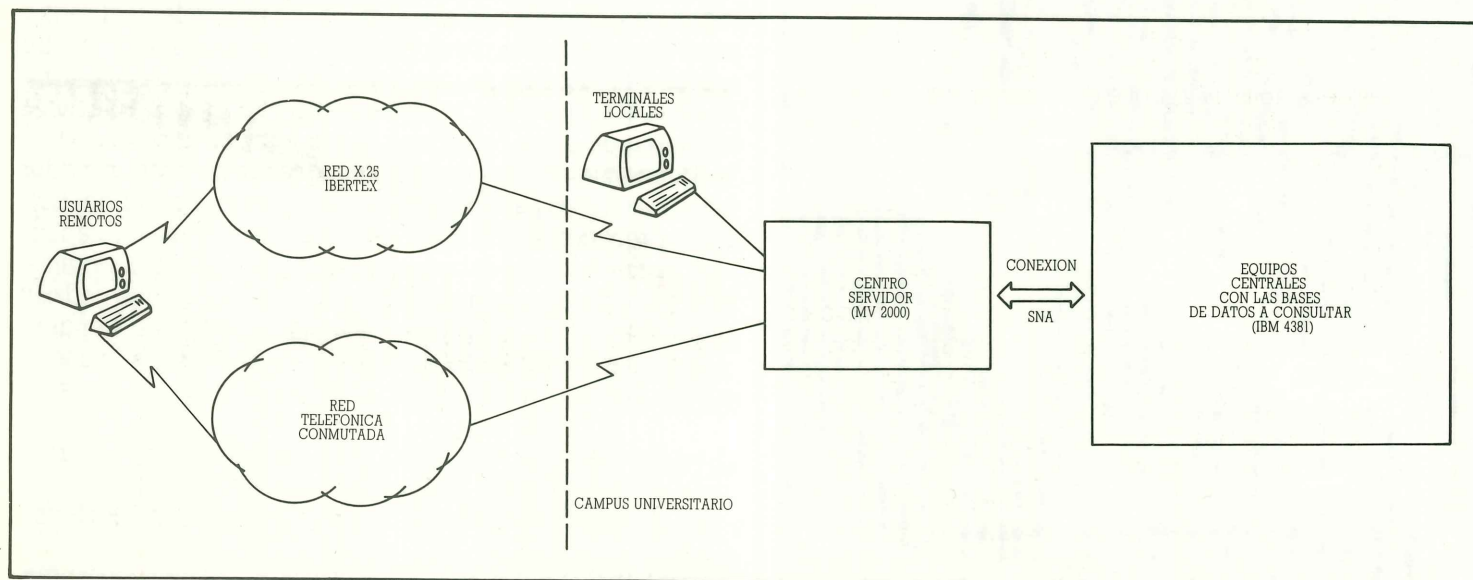 USUARIOS
REMOTOS
RED X.25
IBERTEX
RED
TELEFONICA
CONMUTADA
TERMINALES
LOCALES
CAMPUS UNIVERSITARIO
CENTRO
SERVIDOR
(MV 2000)
CONEXION
SNA
EQUIPOS
CENTRALES
CON LAS BASES
DE DATOS A CONSULTAR
(IBM 4381)